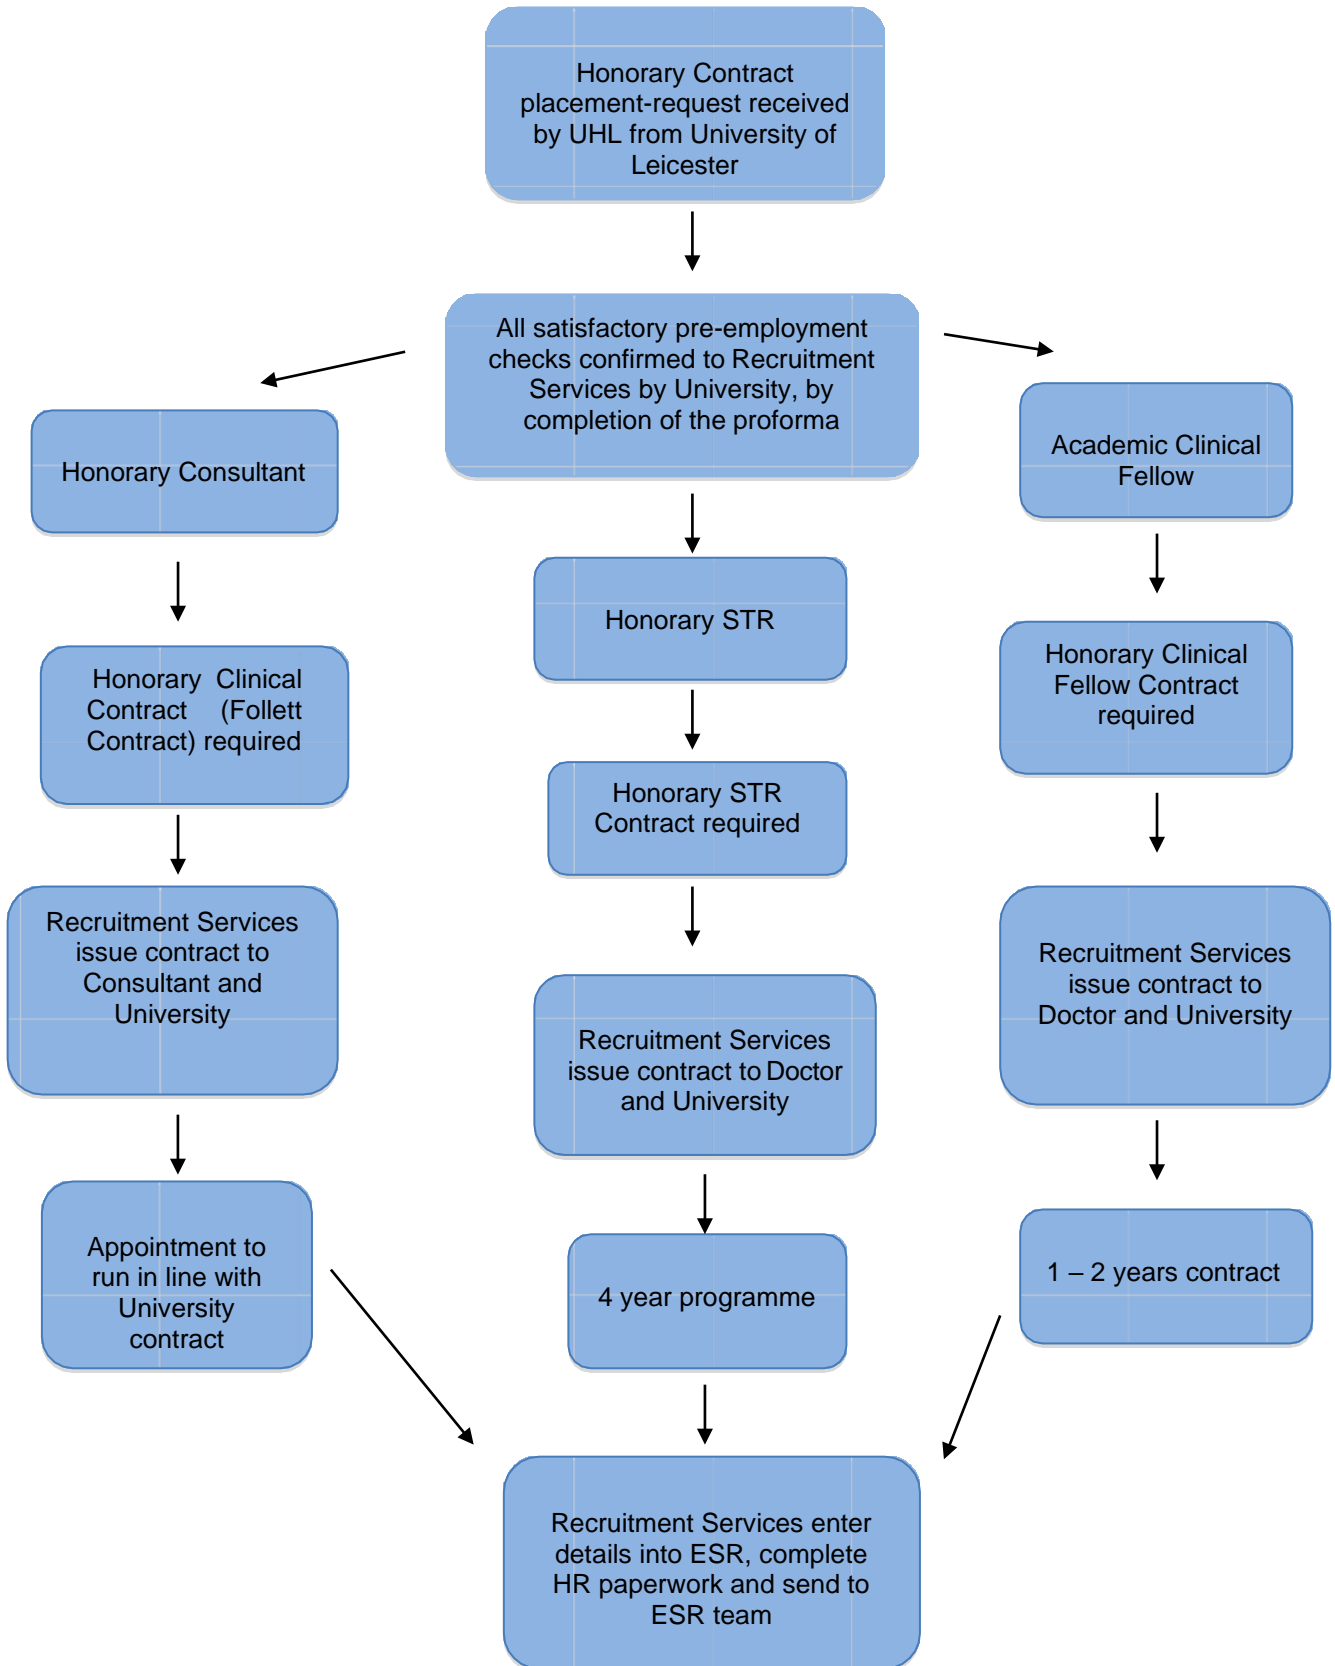 Honorary Contract
placement-request received
by UHL from University of
Leicester
All satisfactory pre-employment
checks confirmed to Recruitment
Services by University, by
completion of the proforma
Honorary Consultant
Honorary Clinical
Contract (Follett
Contract) required
Recruitment Services
issue contract to
Consultant and
University
Appointment to
run in line with
University
contract
Honorary STR
Honorary STR
Contract required
Recruitment Services
issue contract to Doctor
and University
4 year programme
Academic Clinical
Fellow
Honorary Clinical
Fellow Contract
required
Recruitment Services
issue contract to
Doctor and University
1 – 2 years contract
Recruitment Services enter
details into ESR, complete
HR paperwork and send to
ESR team